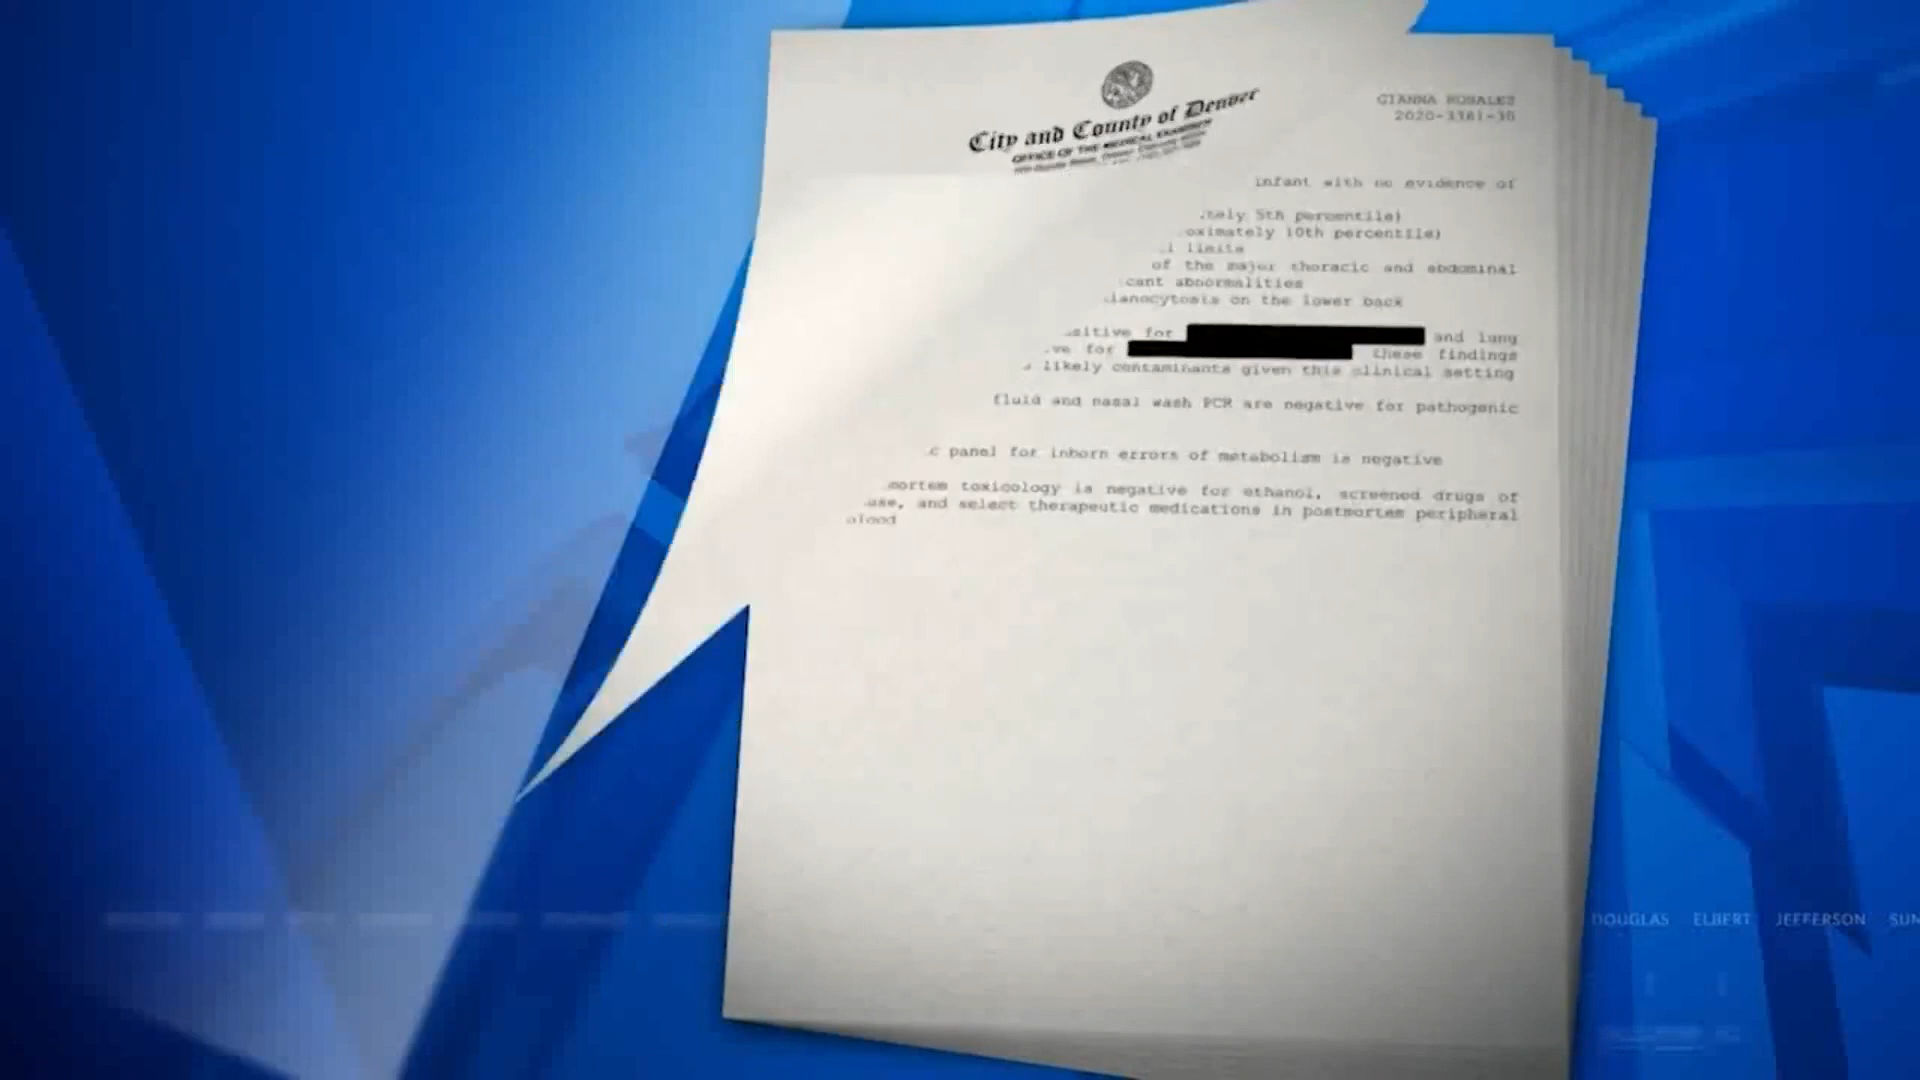 City and County of Denver
OFFICE OF THE MEDICAL EXAMINER
GIANNA ROSALES
infant with no evidence of
tely 5th percentile)
oximately 10th percentile)
l limits
of the major thoracic and abdominal
cant abnormalities
lanocytosis on the lower back
sitive for and lung
ve for these findings
likely contaminants given this clinical setting
fluid and nasal wash PCR are negative for pathogenic
c panel for inborn errors of metabolism is negative
mortem toxicology is negative for ethanol, screened drugs of
use, and select therapeutic medications in postmortem peripheral
blood
DOUGLAS ELBERT JEFFERSON SUN